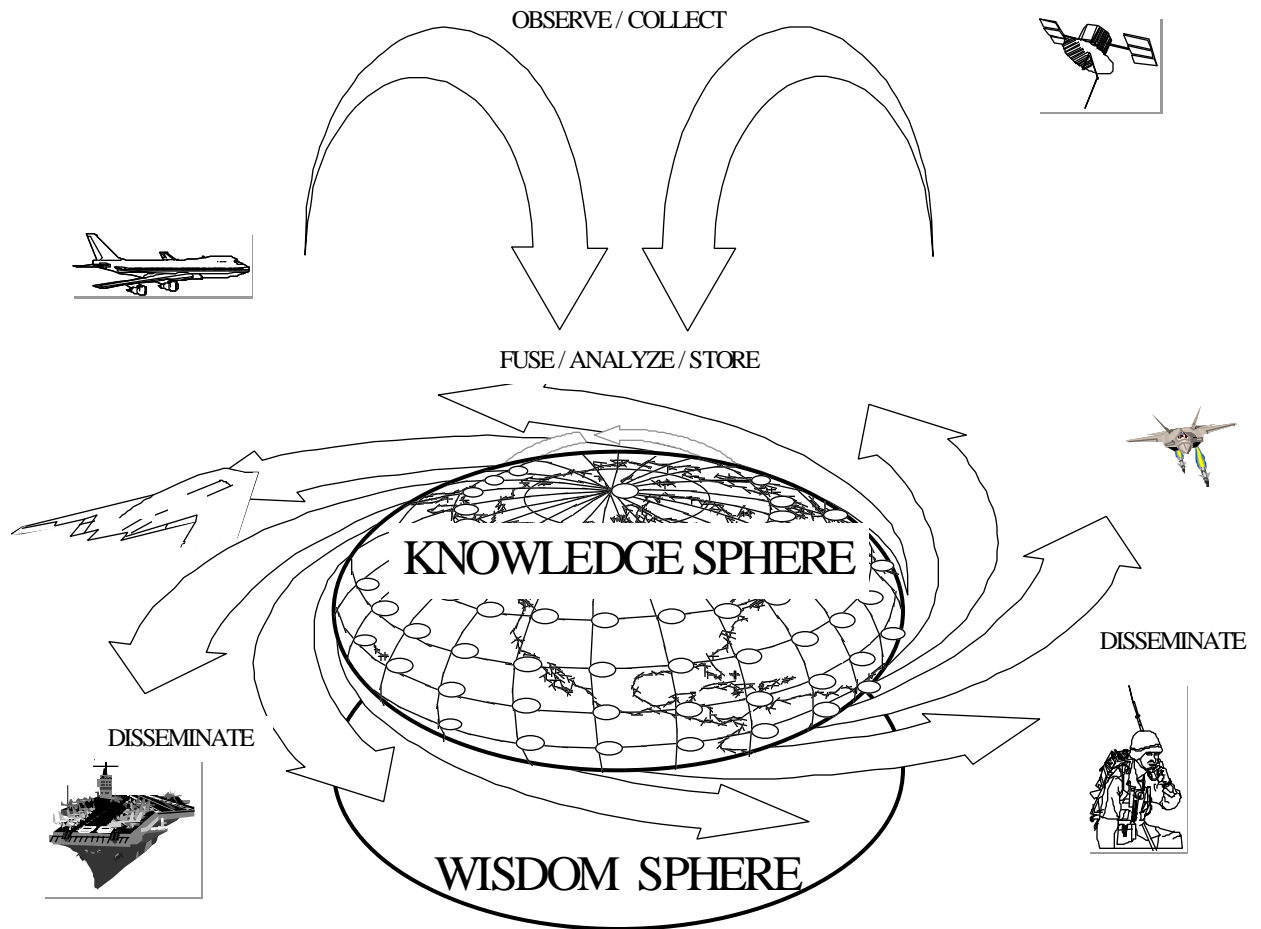 OBSERVE / COLLECT
FUSE / ANALYZE / STORE
KNOWLEDGE SPHERE
DISSEMINATE
DISSEMINATE
WISDOM SPHERE